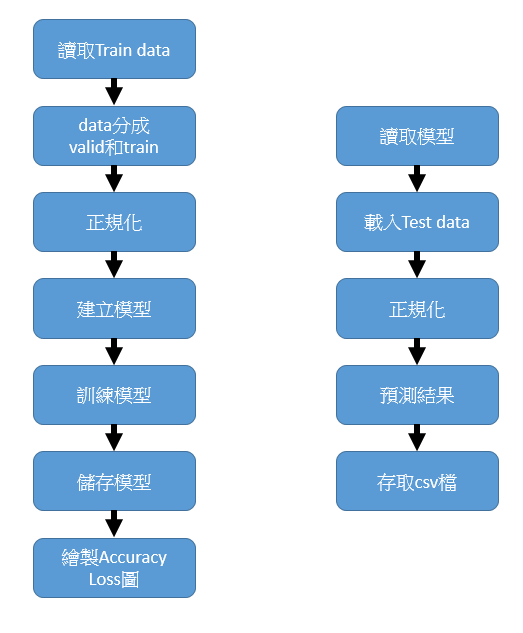 讀取Train data
data分成
valid和train
正規化
建立模型
訓練模型
儲存模型
繪製Accuracy
Loss圖
讀取模型
載入Test data
正規化
預測結果
存取csv檔